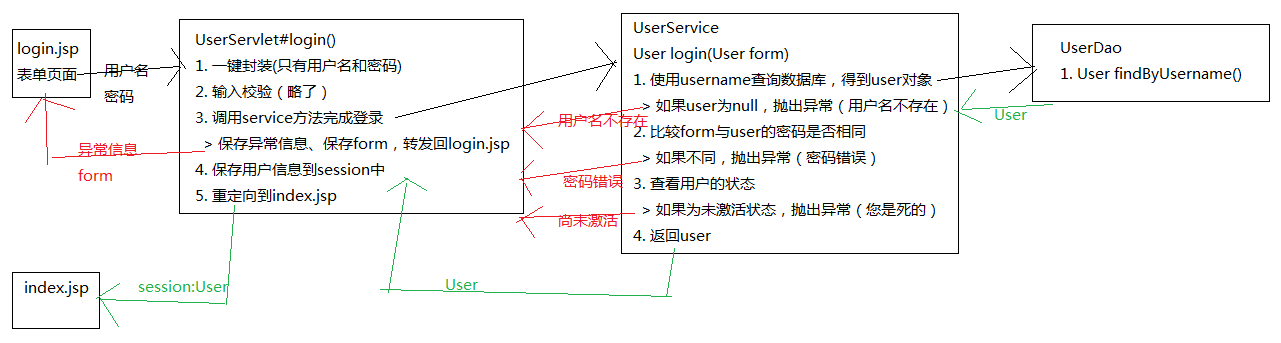 login.jsp
表单页面
用户名
密码
UserServlet#login()
1. 一键封装(只有用户名和密码)
2. 输入校验（略了）
3. 调用service方法完成登录
> 保存异常信息、保存form，转发回login.jsp
4. 保存用户信息到session中
5. 重定向到index.jsp
异常信息
form
用户名不存在
密码错误
尚未激活
UserService
User login(User form)
1. 使用username查询数据库，得到user对象
> 如果user为null，抛出异常（用户名不存在）
2. 比较form与user的密码是否相同
> 如果不同，抛出异常（密码错误）
3. 查看用户的状态
> 如果为未激活状态，抛出异常（您是死的）
4. 返回user
UserDao
1. User findByUsername()
User
index.jsp
session:User
User